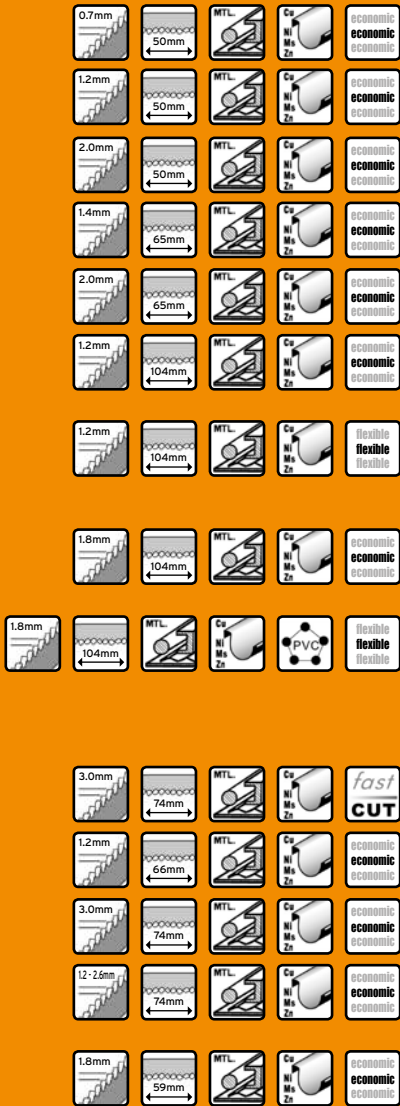 0.7mm 50mm MTL. Cu Ni Ms Zn economic economic economic
1.2mm 50mm MTL. Cu Ni Ms Zn economic economic economic
2.0mm 50mm MTL. Cu Ni Ms Zn economic economic economic
1.4mm 65mm MTL. Cu Ni Ms Zn economic economic economic
2.0mm 65mm MTL. Cu Ni Ms Zn economic economic economic
1.2mm 104mm MTL. Cu Ni Ms Zn economic economic economic
1.2mm 104mm MTL. Cu Ni Ms Zn flexible flexible flexible
1.8mm 104mm MTL. Cu Ni Ms Zn economic economic economic
1.8mm 104mm MTL. Cu Ni Ms Zn PVC flexible flexible flexible
3.0mm 74mm MTL. Cu Ni Ms Zn fast CUT
1.2mm 66mm MTL. Cu Ni Ms Zn economic economic economic
3.0mm 74mm MTL. Cu Ni Ms Zn economic economic economic
1.2 - 2.6mm 74mm MTL. Cu Ni Ms Zn economic economic economic
1.8mm 59mm MTL. Cu Ni Ms Zn economic economic economic